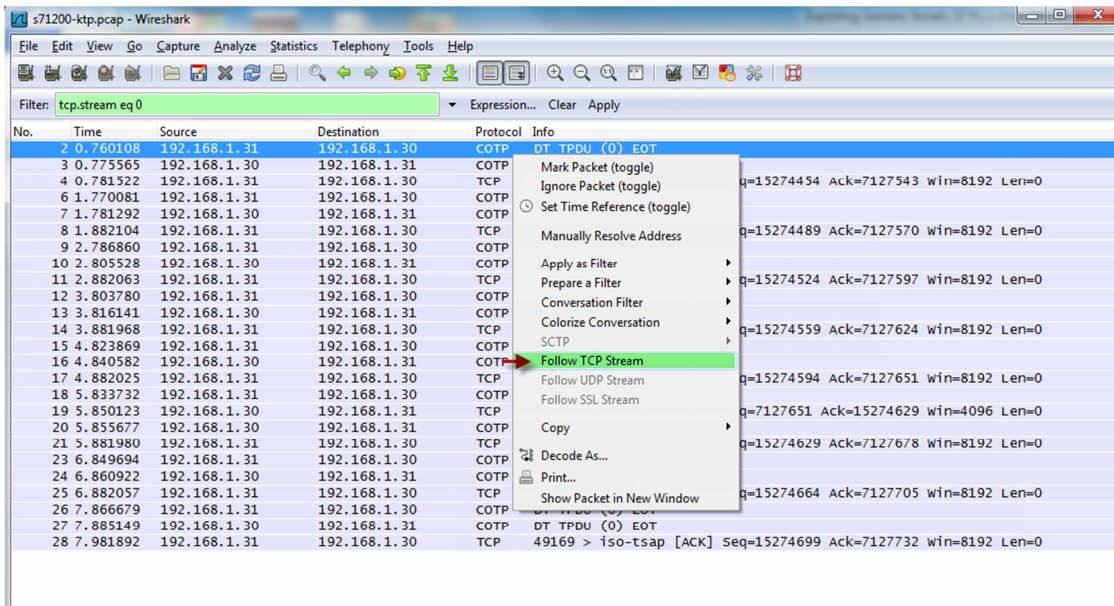 s71200-ktp.pcap - Wireshark
File Edit View Go Capture Analyze Statistics Telephony Tools Help
Filter: tcp.stream eq 0 Expression... Clear Apply
No. Time Source Destination Protocol Info
2 0.760108 192.168.1.31 192.168.1.30 COTP DT TPDU (0) EOT
3 0.775565 192.168.1.30 192.168.1.31 COTP
4 0.781522 192.168.1.31 192.168.1.30 TCP q=15274454 Ack=7127543 Win=8192 Len=0
6 1.770081 192.168.1.31 192.168.1.30 COTP
7 1.781292 192.168.1.30 192.168.1.31 COTP
8 1.882104 192.168.1.31 192.168.1.30 TCP q=15274489 Ack=7127570 Win=8192 Len=0
9 2.786860 192.168.1.31 192.168.1.30 COTP
10 2.805528 192.168.1.30 192.168.1.31 COTP
11 2.882063 192.168.1.31 192.168.1.30 TCP q=15274524 Ack=7127597 Win=8192 Len=0
12 3.803780 192.168.1.31 192.168.1.30 COTP
13 3.816141 192.168.1.30 192.168.1.31 COTP
14 3.881968 192.168.1.31 192.168.1.30 TCP q=15274559 Ack=7127624 Win=8192 Len=0
15 4.823869 192.168.1.31 192.168.1.30 COTP
16 4.840582 192.168.1.30 192.168.1.31 COTP
17 4.882025 192.168.1.31 192.168.1.30 TCP q=15274594 Ack=7127651 Win=8192 Len=0
18 5.833732 192.168.1.31 192.168.1.30 COTP
19 5.850123 192.168.1.30 192.168.1.31 TCP q=7127651 Ack=15274629 Win=4096 Len=0
20 5.855677 192.168.1.30 192.168.1.31 COTP
21 5.881980 192.168.1.31 192.168.1.30 TCP q=15274629 Ack=7127678 Win=8192 Len=0
23 6.849694 192.168.1.31 192.168.1.30 COTP
24 6.860922 192.168.1.30 192.168.1.31 COTP
25 6.882057 192.168.1.31 192.168.1.30 TCP q=15274664 Ack=7127705 Win=8192 Len=0
26 7.866679 192.168.1.31 192.168.1.30 COTP DT TPDU (0) EOT
27 7.885149 192.168.1.30 192.168.1.31 COTP DT TPDU (0) EOT
28 7.981892 192.168.1.31 192.168.1.30 TCP 49169 > iso-tsap [ACK] Seq=15274699 Ack=7127732 Win=8192 Len=0
Mark Packet (toggle)
Ignore Packet (toggle)
Set Time Reference (toggle)
Manually Resolve Address
Apply as Filter
Prepare a Filter
Conversation Filter
Colorize Conversation
SCTP
Follow TCP Stream
Follow UDP Stream
Follow SSL Stream
Copy
Decode As...
Print...
Show Packet in New Window